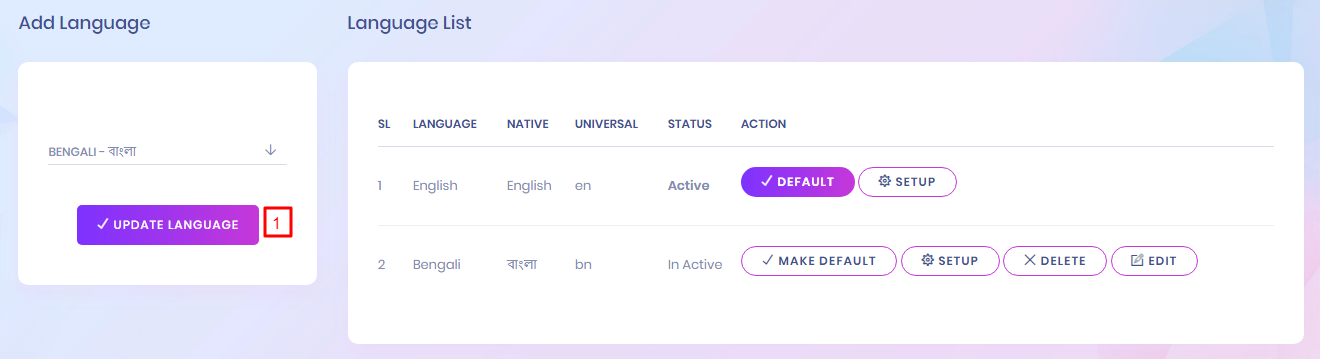 Add Language
Language List
BENGALI - বাংলা
UPDATE LANGUAGE
1
SL LANGUAGE NATIVE UNIVERSAL STATUS ACTION
1 English English en Active DEFAULT SETUP
2 Bengali বাংলা bn In Active MAKE DEFAULT SETUP DELETE EDIT